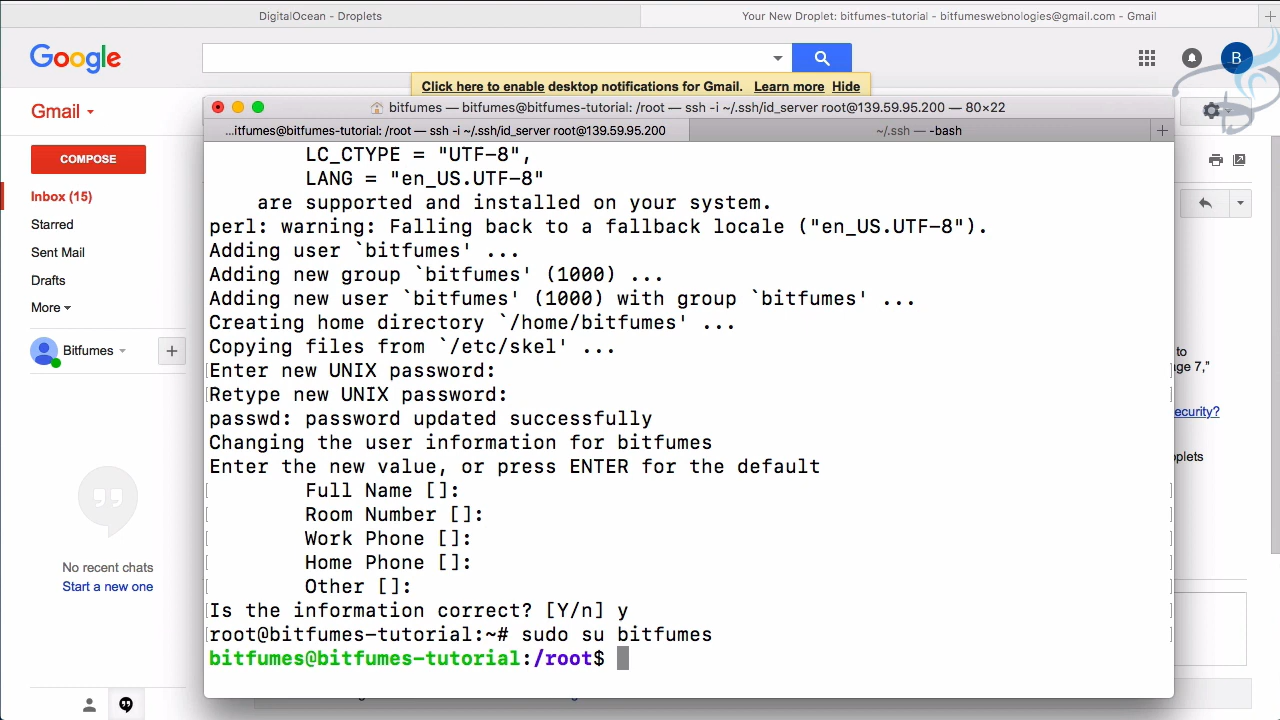 DigitalOcean - Droplets
Your New Droplet: bitfumes-tutorial - bitfumeswebnologies@gmail.com - Gmail
Google
B
Click here to enable desktop notifications for Gmail. Learn more Hide
Gmail
bitfumes — bitfumes@bitfumes-tutorial: /root — ssh -i ~/.ssh/id_server root@139.59.95.200 — 80×22
...itfumes@bitfumes-tutorial: /root — ssh -i ~/.ssh/id_server root@139.59.95.200
~/.ssh — -bash
COMPOSE
Inbox (15)
Starred
Sent Mail
Drafts
More
Bitfumes
No recent chats
Start a new one
LC_CTYPE = "UTF-8",
LANG = "en_US.UTF-8"
are supported and installed on your system.
perl: warning: Falling back to a fallback locale ("en_US.UTF-8").
Adding user `bitfumes' ...
Adding new group `bitfumes' (1000) ...
Adding new user `bitfumes' (1000) with group `bitfumes' ...
Creating home directory `/home/bitfumes' ...
Copying files from `/etc/skel' ...
Enter new UNIX password:
Retype new UNIX password:
passwd: password updated successfully
Changing the user information for bitfumes
Enter the new value, or press ENTER for the default
Full Name []:
Room Number []:
Work Phone []:
Home Phone []:
Other []:
Is the information correct? [Y/n] y
root@bitfumes-tutorial:~# sudo su bitfumes
bitfumes@bitfumes-tutorial:/root$
to
ge 7,"
ecurity?
plets